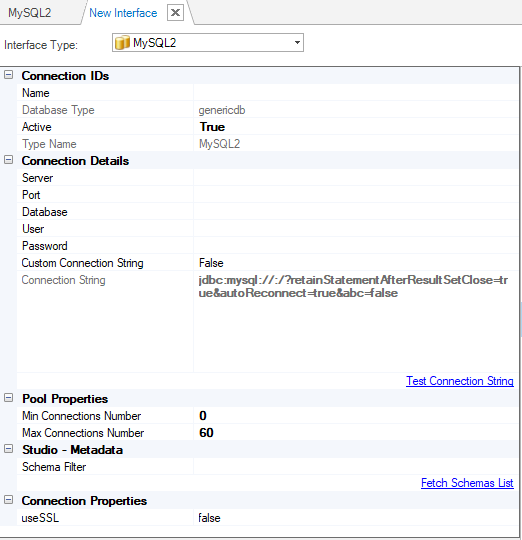 MySQL2 New Interface
Interface Type: MySQL2
Connection IDs
Name
Database Type genericdb
Active True
Type Name MySQL2
Connection Details
Server
Port
Database
User
Password
Custom Connection String False
Connection String jdbc:mysql://:/?retainStatementAfterResultSetClose=tr
ue&autoReconnect=true&abc=false
Test Connection String
Pool Properties
Min Connections Number 0
Max Connections Number 60
Studio - Metadata
Schema Filter
Fetch Schemas List
Connection Properties
useSSL false